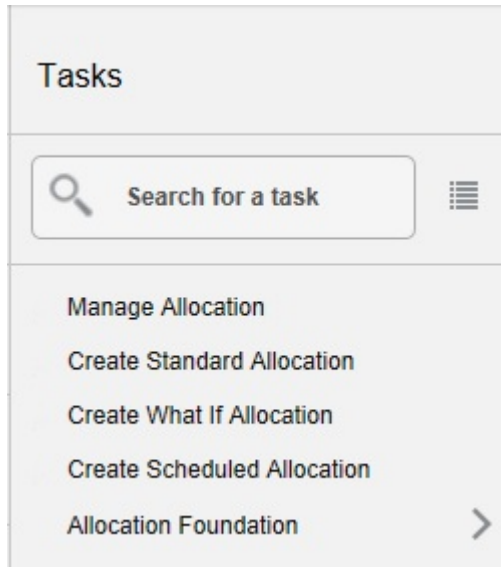 Tasks
Search for a task
Manage Allocation
Create Standard Allocation
Create What If Allocation
Create Scheduled Allocation
Allocation Foundation